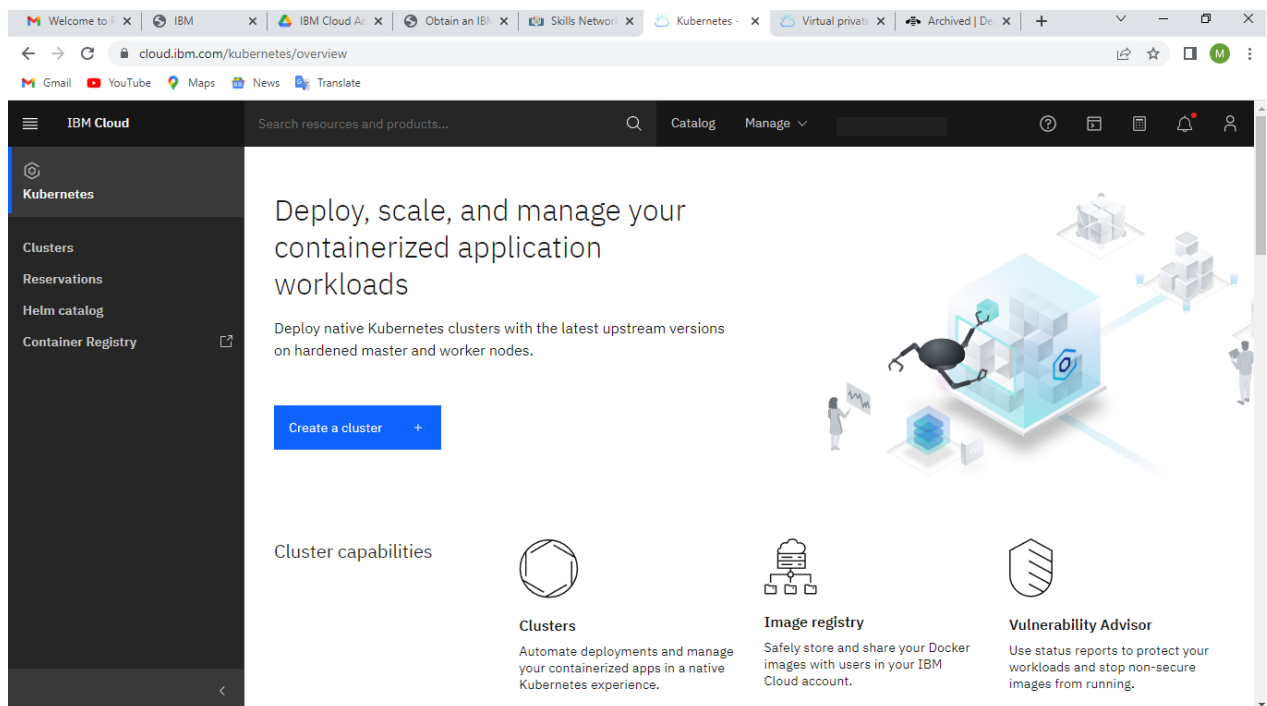 Welcome to
IBM
IBM Cloud Ac
Obtain an IBM
Skills Network
Kubernetes -
Virtual private
Archived | De
cloud.ibm.com/kubernetes/overview
M
Gmail
YouTube
Maps
News
Translate
IBM Cloud
Search resources and products...
Catalog
Manage
Kubernetes
Clusters
Reservations
Helm catalog
Container Registry
Deploy, scale, and manage your
containerized application
workloads
Deploy native Kubernetes clusters with the latest upstream versions
on hardened master and worker nodes.
Create a cluster +
Cluster capabilities
Clusters
Automate deployments and manage
your containerized apps in a native
Kubernetes experience.
Image registry
Safely store and share your Docker
images with users in your IBM
Cloud account.
Vulnerability Advisor
Use status reports to protect your
workloads and stop non-secure
images from running.